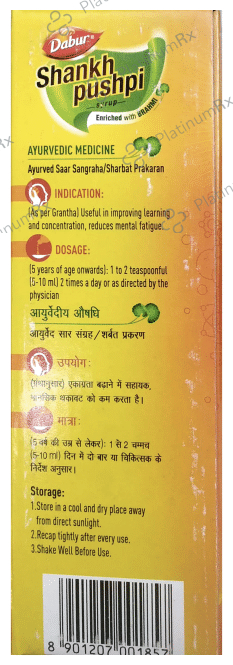 Dabur®
Shankh
pushpi
syrup
Enriched with BRAHMI
AYURVEDIC MEDICINE
Ayurved Saar Sangraha/Sharbat Prakaran
INDICATION:
(As per Grantha) Useful in improving learning
and concentration, reduces mental fatigue.
DOSAGE:
(5 years of age onwards): 1 to 2 teaspoonful
(5-10 ml) 2 times a day or as directed by the
physician
आयुर्वेदीय औषधि
आयुर्वेद सार संग्रह/शर्बत प्रकरण
उपयोग:
(ग्रंथानुसार) एकाग्रता बढ़ाने में सहायक,
मानसिक थकावट को कम करता है।
मात्रा:
(5 वर्ष की उम्र से लेकर): 1 से 2 चम्मच
(5-10 ml) दिन में दो बार या चिकित्सक के
निर्देश अनुसार।
Storage:
1.Store in a cool and dry place away
from direct sunlight.
2.Recap tightly after every use.
3.Shake Well Before Use.
8 901207 001857
PlatinumRx
PlatinumRx
PlatinumRx